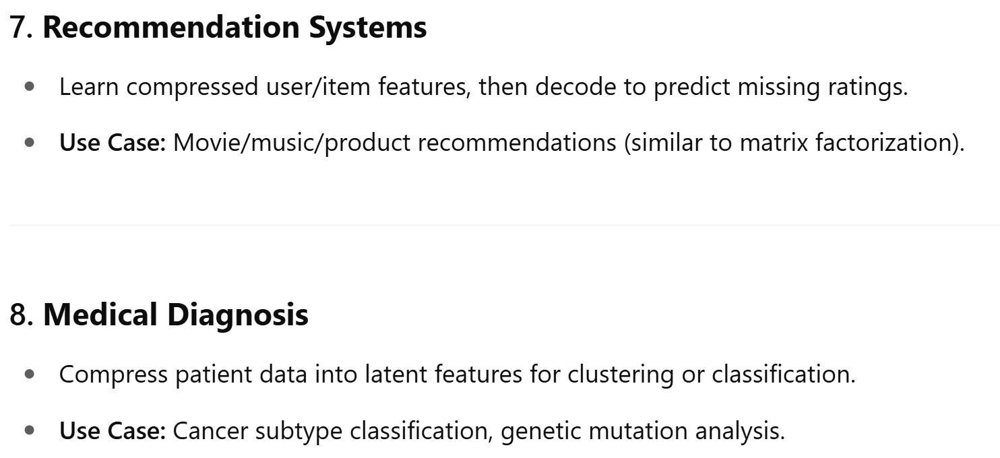 7. Recommendation Systems
• Learn compressed user/item features, then decode to predict missing ratings.
• Use Case: Movie/music/product recommendations (similar to matrix factorization).
8. Medical Diagnosis
• Compress patient data into latent features for clustering or classification.
• Use Case: Cancer subtype classification, genetic mutation analysis.